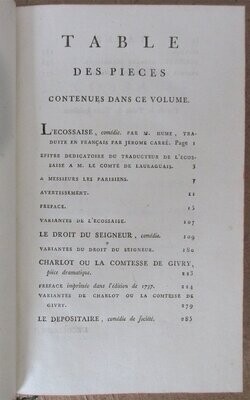 TABLE
DES PIECES
CONTENUES DANS CE VOLUME.
L'ECOSSAISE, comédie. PAR M. HUME, TRA-
DUITE EN FRANÇAIS PAR JEROME CARRÉ. Page 1
EPITRE DEDICATOIRE DU TRADUCTEUR DE L'ECOS-
SAISE A M. LE COMTE DE LAURAGUAIS. 3
A MESSIEURS LES PARISIENS. 7
AVERTISSEMENT. 11
PREFACE. 15
VARIANTES DE L'ECOSSAISE. 107
LE DROIT DU SEIGNEUR, comédie. 109
VARIANTES DU DROIT DU SEIGNEUR. 180
CHARLOT OU LA COMTESSE DE GIVRY,
pièce dramatique. 213
PREFACE imprimée dans l'édition de 1767. 214
VARIANTES DE CHARLOT OU LA COMTESSE DE
GIVRY. 279
LE DEPOSITAIRE, comédie de société. 285